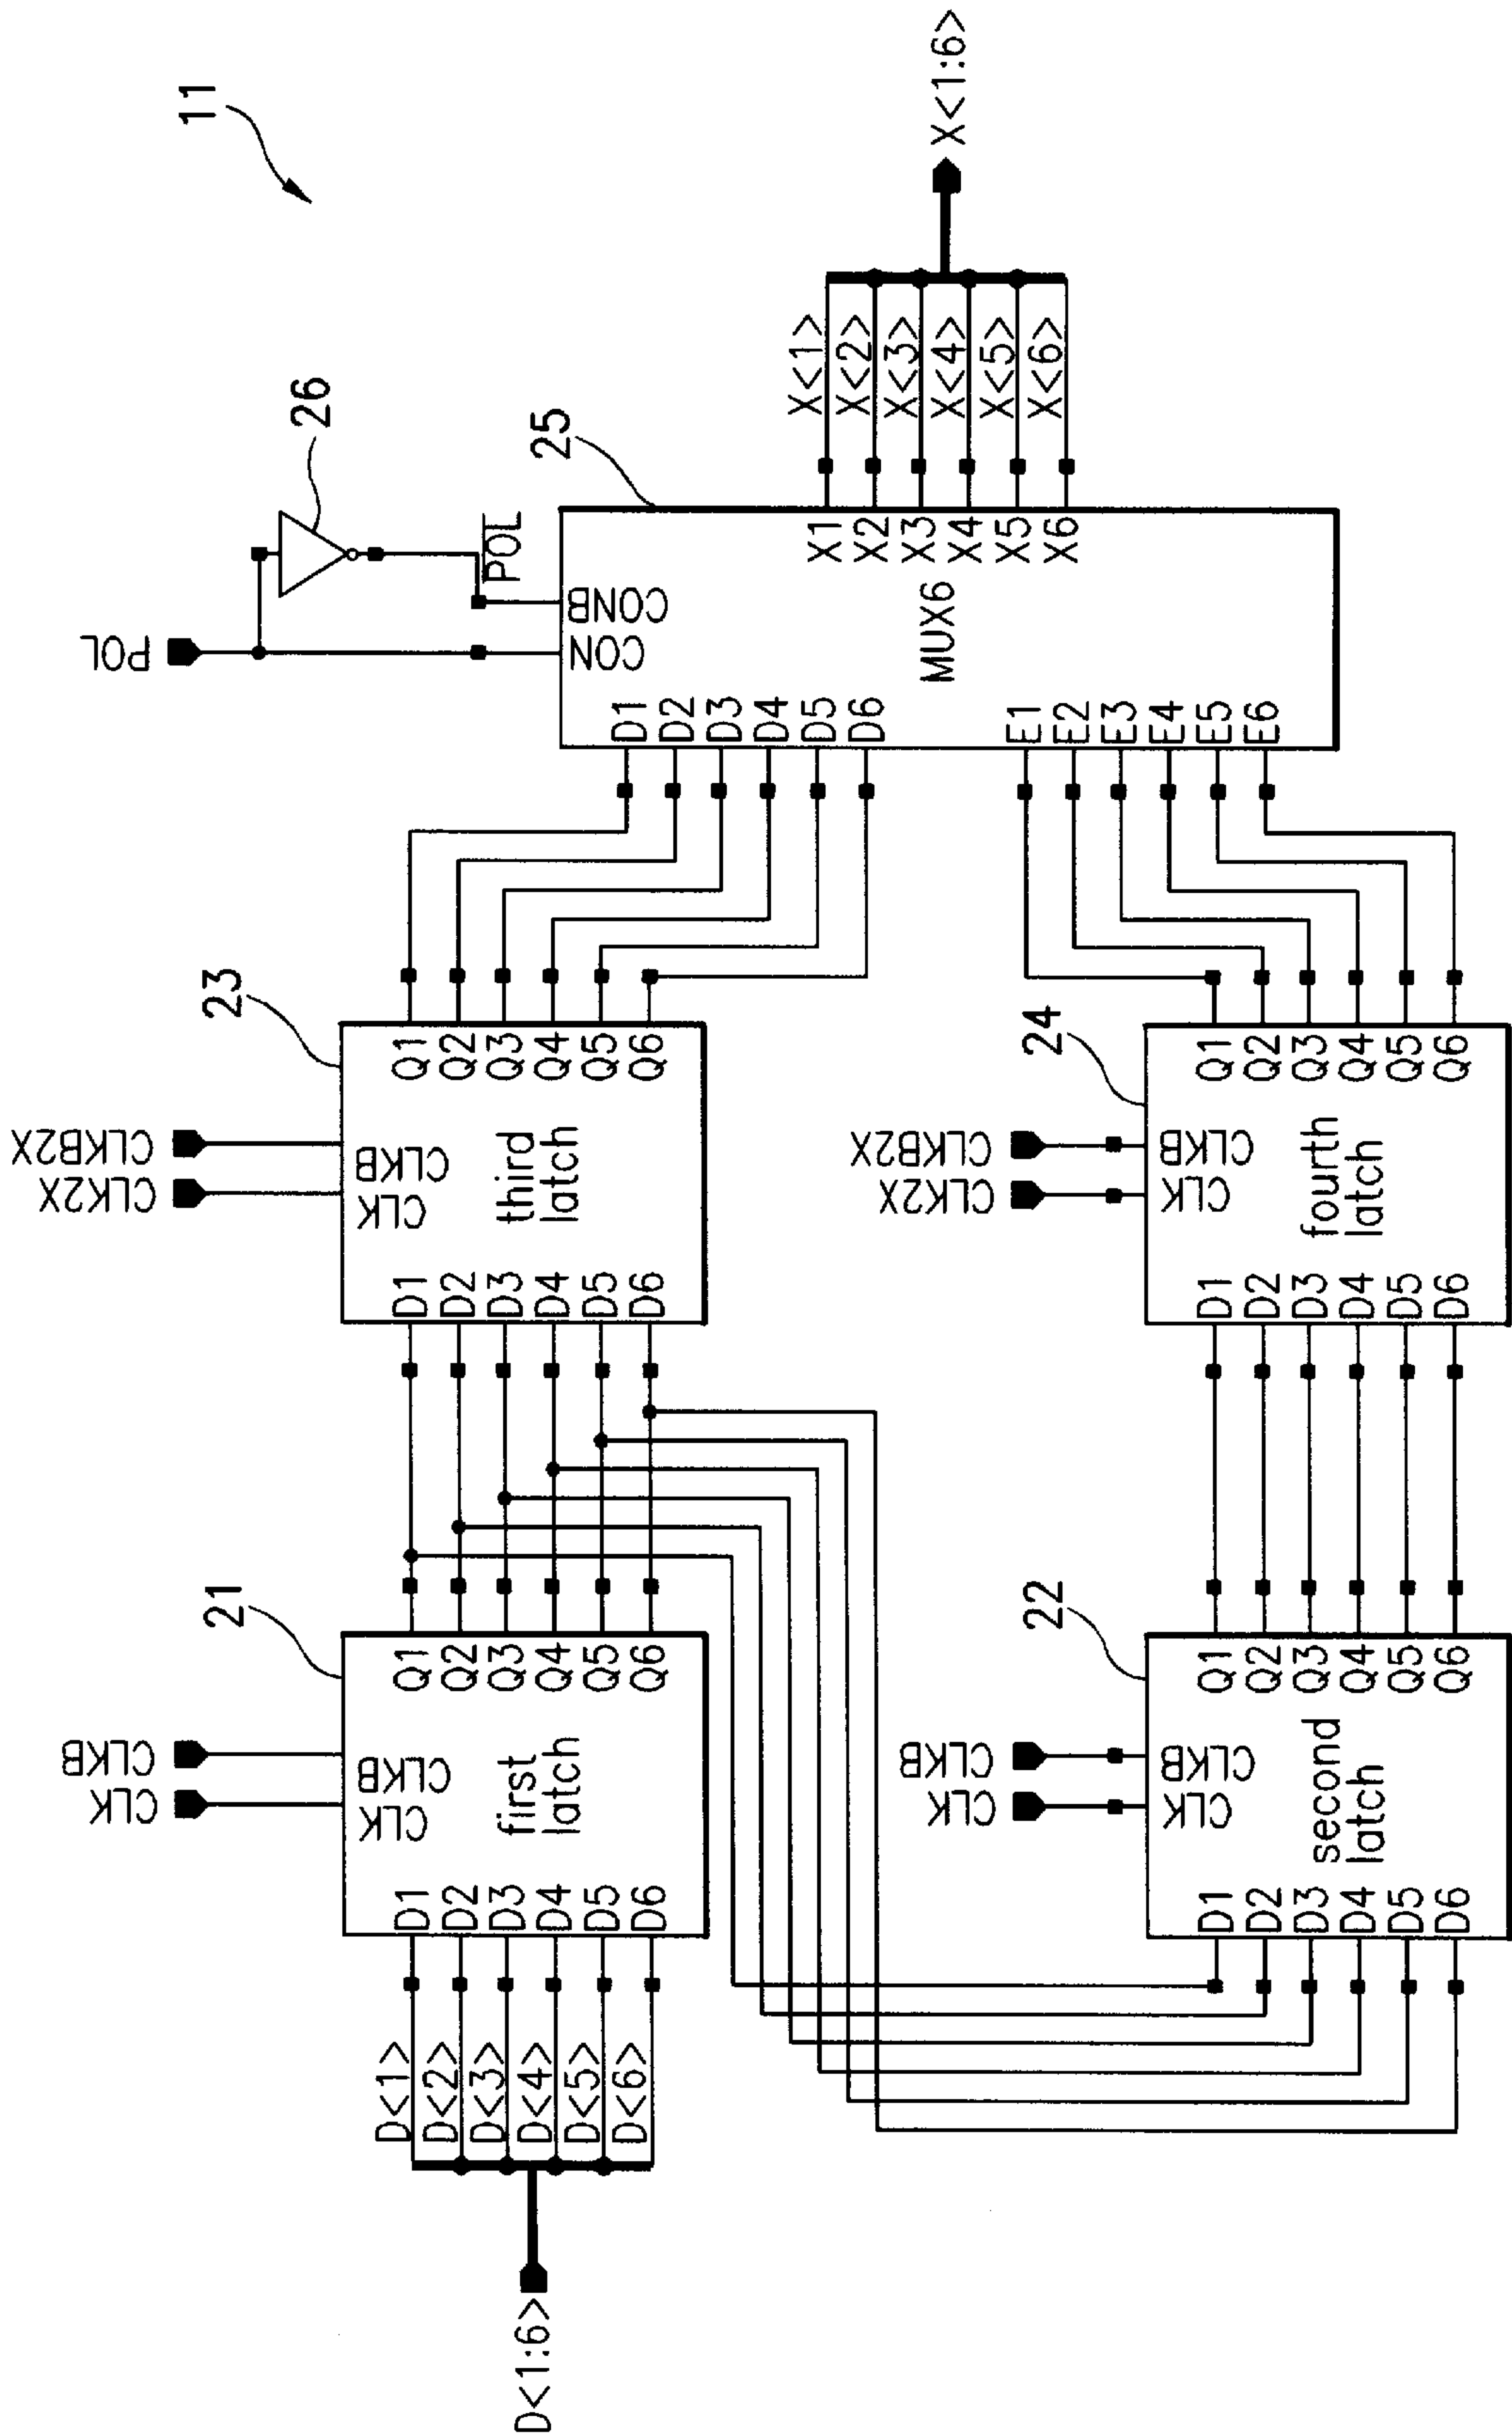 11
D<1:6>
D<1>
D<2>
D<3>
D<4>
D<5>
D<6>
CLK
CLKB
21
D1
D2
D3
D4
D5
D6
CLK
CLKB
first
latch
Q1
Q2
Q3
Q4
Q5
Q6
CLK2X
CLKB2X
23
D1
D2
D3
D4
D5
D6
CLK
CLKB
third
latch
Q1
Q2
Q3
Q4
Q5
Q6
CLK
CLKB
22
D1
D2
D3
D4
D5
D6
CLK
CLKB
second
latch
Q1
Q2
Q3
Q4
Q5
Q6
CLK2X
CLKB2X
24
D1
D2
D3
D4
D5
D6
CLK
CLKB
fourth
latch
Q1
Q2
Q3
Q4
Q5
Q6
POL
26
P̅O̅L̅
25
CON
CONB
D1
D2
D3
D4
D5
D6
E1
E2
E3
E4
E5
E6
MUX6
X1
X2
X3
X4
X5
X6
X<1>
X<2>
X<3>
X<4>
X<5>
X<6>
X<1:6>